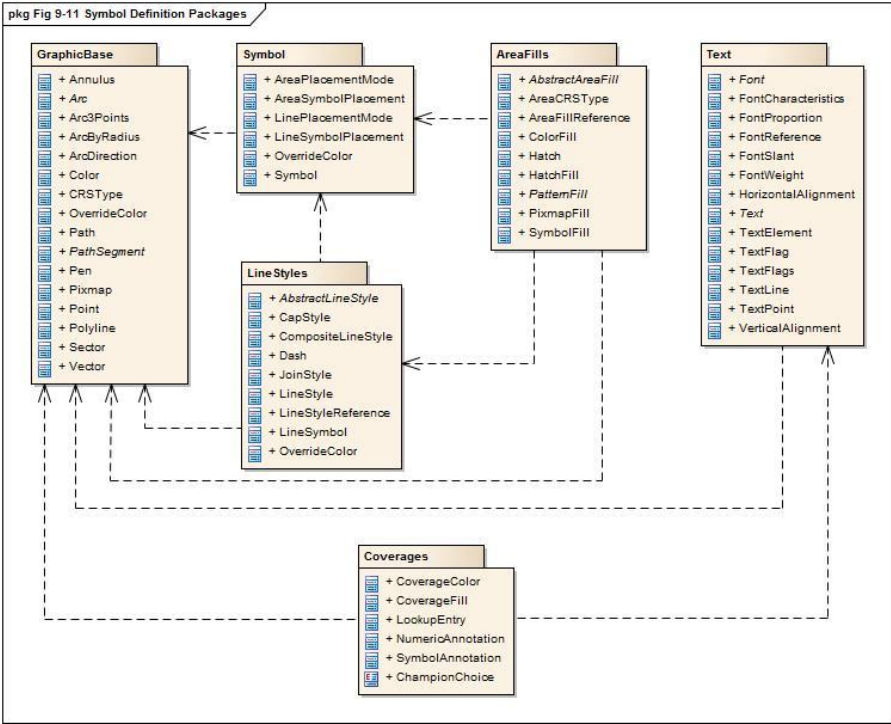 pkg Fig 9-11 Symbol Definition Packages
GraphicBase
+ Annulus
+ Arc
+ Arc3Points
+ ArcByRadius
+ ArcDirection
+ Color
+ CRSType
+ OverrideColor
+ Path
+ PathSegment
+ Pen
+ Pixmap
+ Point
+ Polyline
+ Sector
+ Vector
Symbol
+ AreaPlacementMode
+ AreaSymbolPlacement
+ LinePlacementMode
+ LineSymbolPlacement
+ OverrideColor
+ Symbol
AreaFills
+ AbstractAreaFill
+ AreaCRSType
+ AreaFillReference
+ ColorFill
+ Hatch
+ HatchFill
+ PatternFill
+ PixmapFill
+ SymbolFill
Text
+ Font
+ FontCharacteristics
+ FontProportion
+ FontReference
+ FontSlant
+ FontWeight
+ HorizontalAlignment
+ Text
+ TextElement
+ TextFlag
+ TextFlags
+ TextLine
+ TextPoint
+ VerticalAlignment
LineStyles
+ AbstractLineStyle
+ CapStyle
+ CompositeLineStyle
+ Dash
+ JoinStyle
+ LineStyle
+ LineStyleReference
+ LineSymbol
+ OverrideColor
Coverages
+ CoverageColor
+ CoverageFill
+ LookupEntry
+ NumericAnnotation
+ SymbolAnnotation
+ ChampionChoice